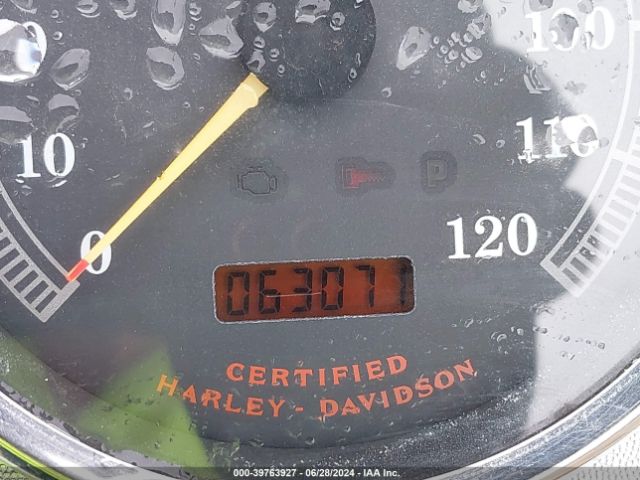 100
10
110
P
0
120
063071
CERTIFIED
HARLEY - DAVIDSON
000-39763927 - 06/28/2024 - IAA Inc.